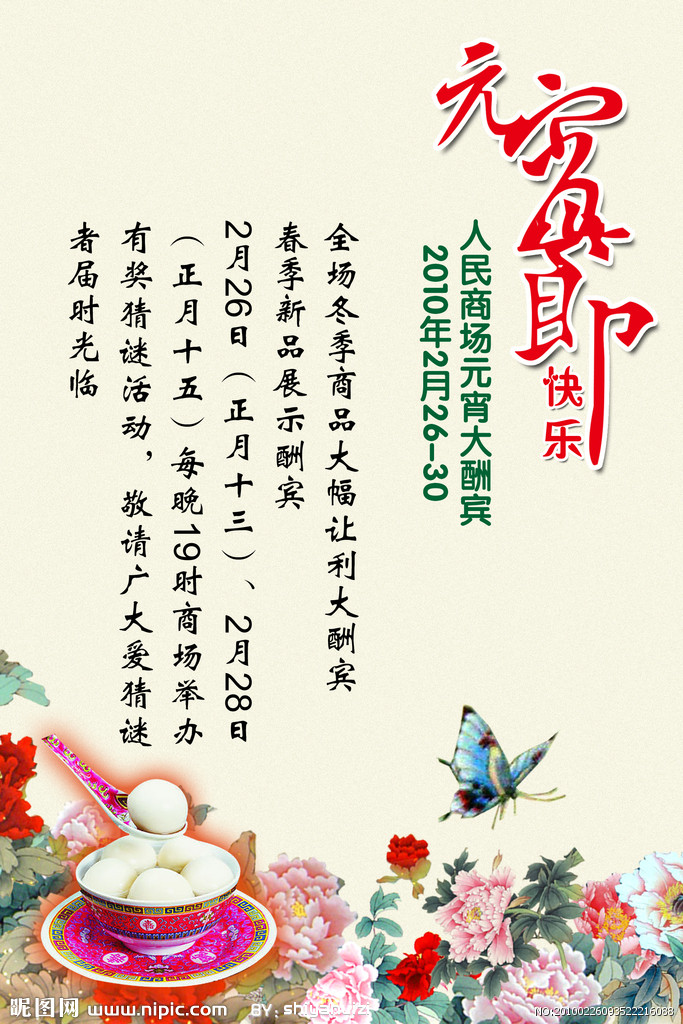 元宵节
快乐
人民商场元宵大酬宾
2010年2月26-30
全场冬季商品大幅让利大酬宾
春季新品展示酬宾
2月26日（正月十三）、2月28日
（正月十五）每晚19时商场举办
有奖猜谜活动，敬请广大爱猜谜
者届时光临
昵图网 www.nipic.com BY: shiyahuizi
NO:20100226093522216088